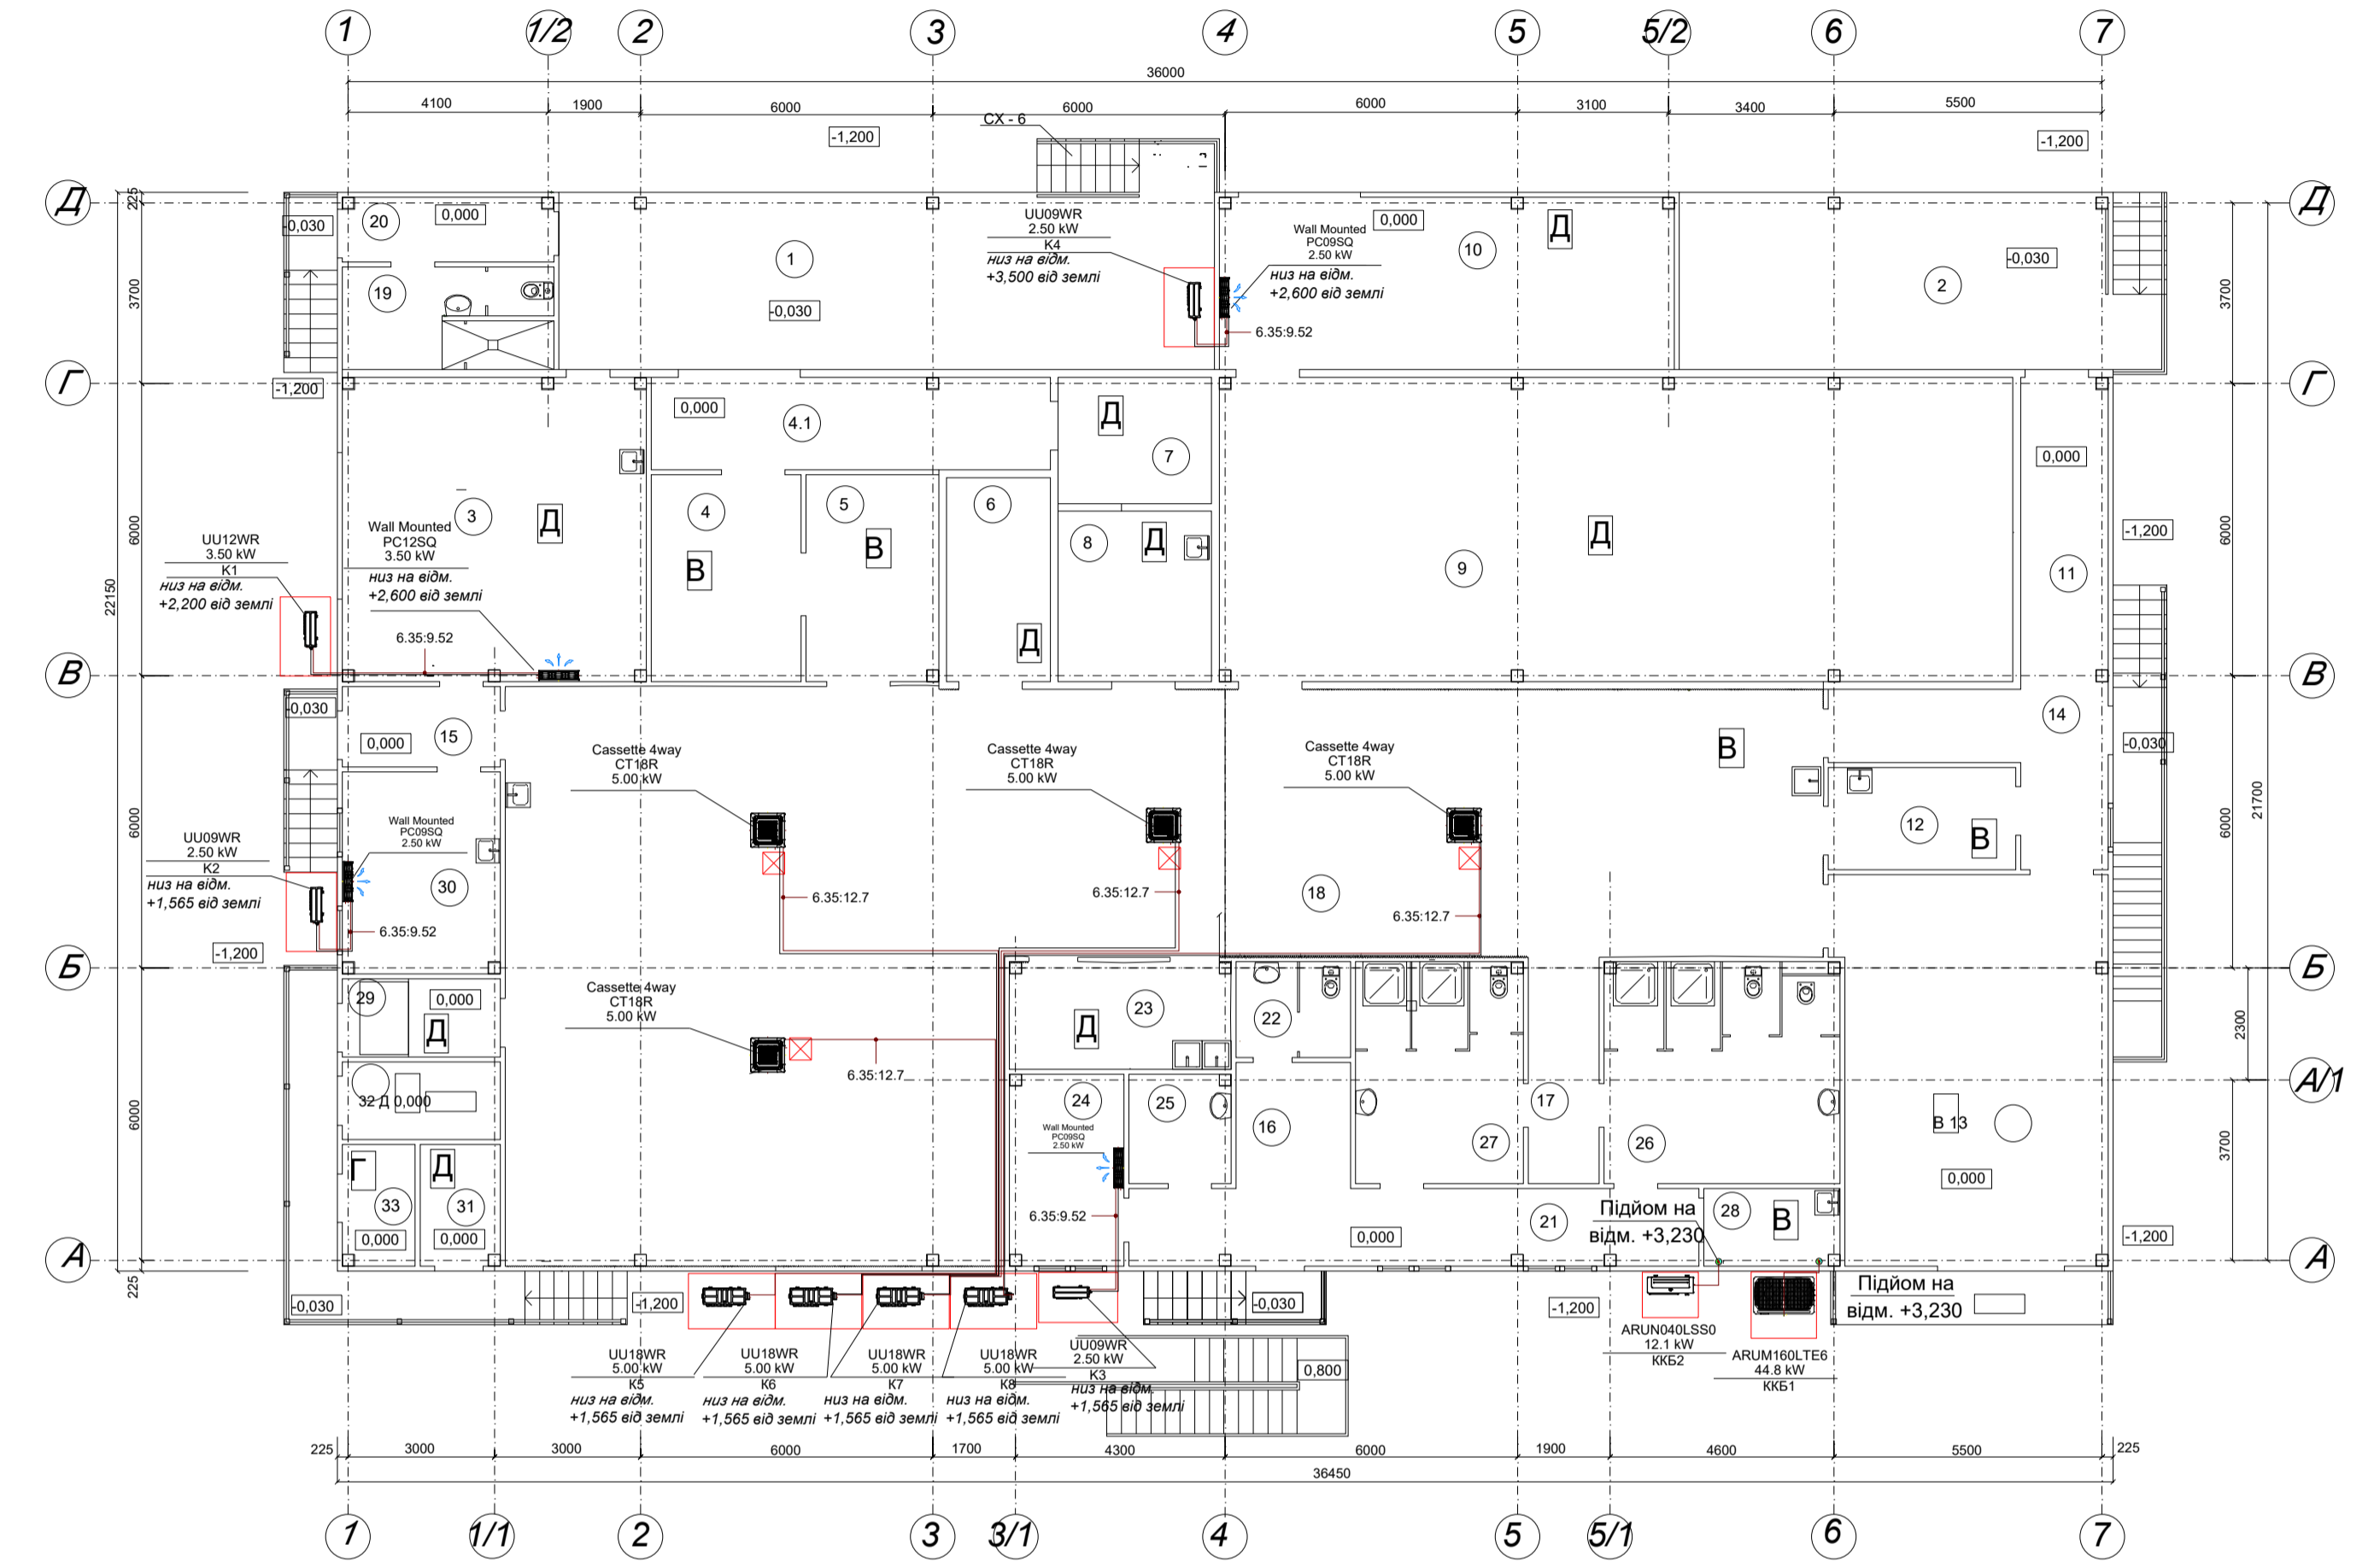 1
1/2
2
3
4
5
5/2
6
7
36000
4100
1900
6000
6000
6000
3100
3400
5500
СХ - 6
-1,200
-1,200
Д
225
-0,030
20
0,000
1
-0,030
UU09WR
2.50 kW
К4
низ на відм.
+3,500 від землі
Wall Mounted
PC09SQ
2.50 kW
низ на відм.
+2,600 від землі
6.35:9.52
0,000
10
Д
2
-0,030
Д
3700
19
3700
Г
-1,200
0,000
4.1
Д
7
0,000
Г
22150
6000
UU12WR
3.50 kW
К1
низ на відм.
+2,200 від землі
Wall Mounted
PC12SQ
3.50 kW
низ на відм.
+2,600 від землі
3
Д
6.35:9.52
4
В
5
В
6
Д
8
Д
9
Д
11
-1,200
6000
В
-0,030
0,000
15
14
-0,030
В
Cassette 4way
CT18R
5.00 kW
Cassette 4way
CT18R
5.00 kW
Cassette 4way
CT18R
5.00 kW
В
12
В
6000
UU09WR
2.50 kW
К2
низ на відм.
+1,565 від землі
Wall Mounted
PC09SQ
2.50 kW
30
6.35:9.52
6.35:12.7
6.35:12.7
18
6.35:12.7
6000
21700
-1,200
Б
Б
29
0,000
Д
Cassette 4way
CT18R
5.00 kW
6.35:12.7
23
Д
22
2300
А/1
6000
32 Д 0,000
24
Wall Mounted
PC09SQ
2.50 kW
6.35:9.52
25
16
27
17
26
В 13
0,000
3700
Г
33
0,000
Д
31
0,000
0,000
21
28
В
Підйом на
відм. +3,230
-1,200
А
А
225
-0,030
-1,200
-0,030
-1,200
Підйом на
відм. +3,230
UU18WR
5.00 kW
К5
низ на відм.
+1,565 від землі
UU18WR
5.00 kW
К6
низ на відм.
+1,565 від землі
UU18WR
5.00 kW
К7
низ на відм.
+1,565 від землі
UU18WR
5.00 kW
К8
низ на відм.
+1,565 від землі
UU09WR
2.50 kW
К3
низ на відм.
+1,565 від землі
0,800
ARUN040LSS0
12.1 kW
ККБ2
ARUM160LTE6
44.8 kW
ККБ1
225
3000
3000
6000
1700
4300
6000
1900
4600
5500
225
36450
1
1/1
2
3
3/1
4
5
5/1
6
7